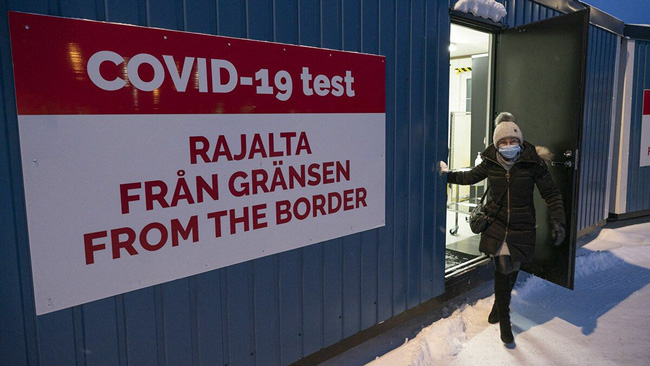 COVID-19 test
RAJALTA
FRÅN GRÄNSEN
FROM THE BORDER